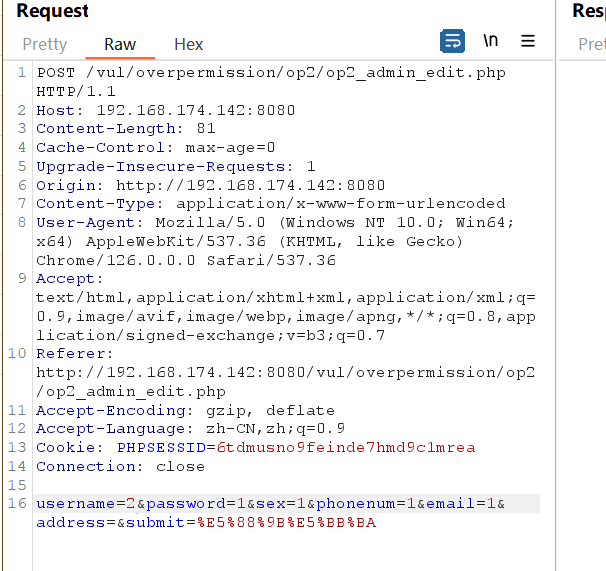 Request
Resp
Pretty Raw Hex \n ☰
Pret
1 POST /vul/overpermission/op2/op2_admin_edit.php
HTTP/1.1
2 Host: 192.168.174.142:8080
3 Content-Length: 81
4 Cache-Control: max-age=0
5 Upgrade-Insecure-Requests: 1
6 Origin: http://192.168.174.142:8080
7 Content-Type: application/x-www-form-urlencoded
8 User-Agent: Mozilla/5.0 (Windows NT 10.0; Win64;
x64) AppleWebKit/537.36 (KHTML, like Gecko)
Chrome/126.0.0.0 Safari/537.36
9 Accept:
text/html,application/xhtml+xml,application/xml;q=
0.9,image/avif,image/webp,image/apng,*/*;q=0.8,app
lication/signed-exchange;v=b3;q=0.7
10 Referer:
http://192.168.174.142:8080/vul/overpermission/op2
/op2_admin_edit.php
11 Accept-Encoding: gzip, deflate
12 Accept-Language: zh-CN,zh;q=0.9
13 Cookie: PHPSESSID=6tdmusno9feinde7hmd9c1mrea
14 Connection: close
15
16 username=2&password=1&sex=1&phonenum=1&email=1&
address=&submit=%E5%88%9B%E5%BB%BA